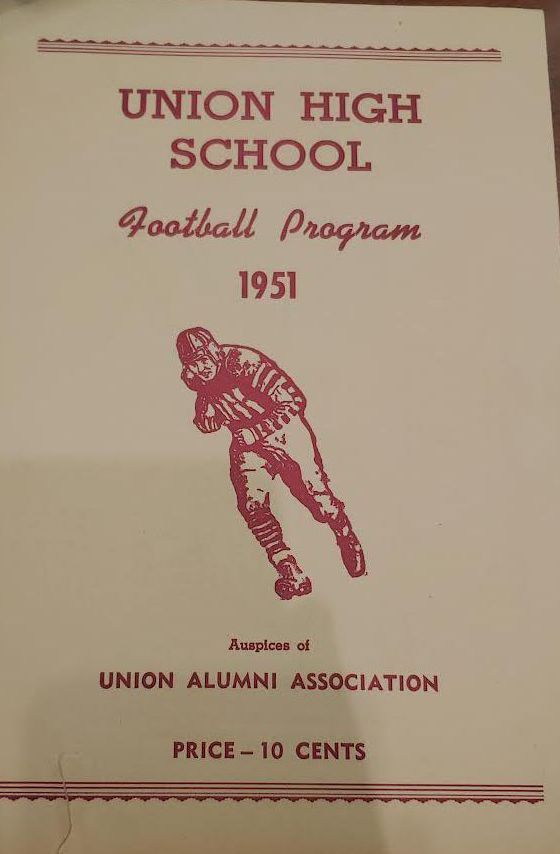 UNION HIGH
SCHOOL
Football Program
1951
Auspices of
UNION ALUMNI ASSOCIATION
PRICE – 10 CENTS